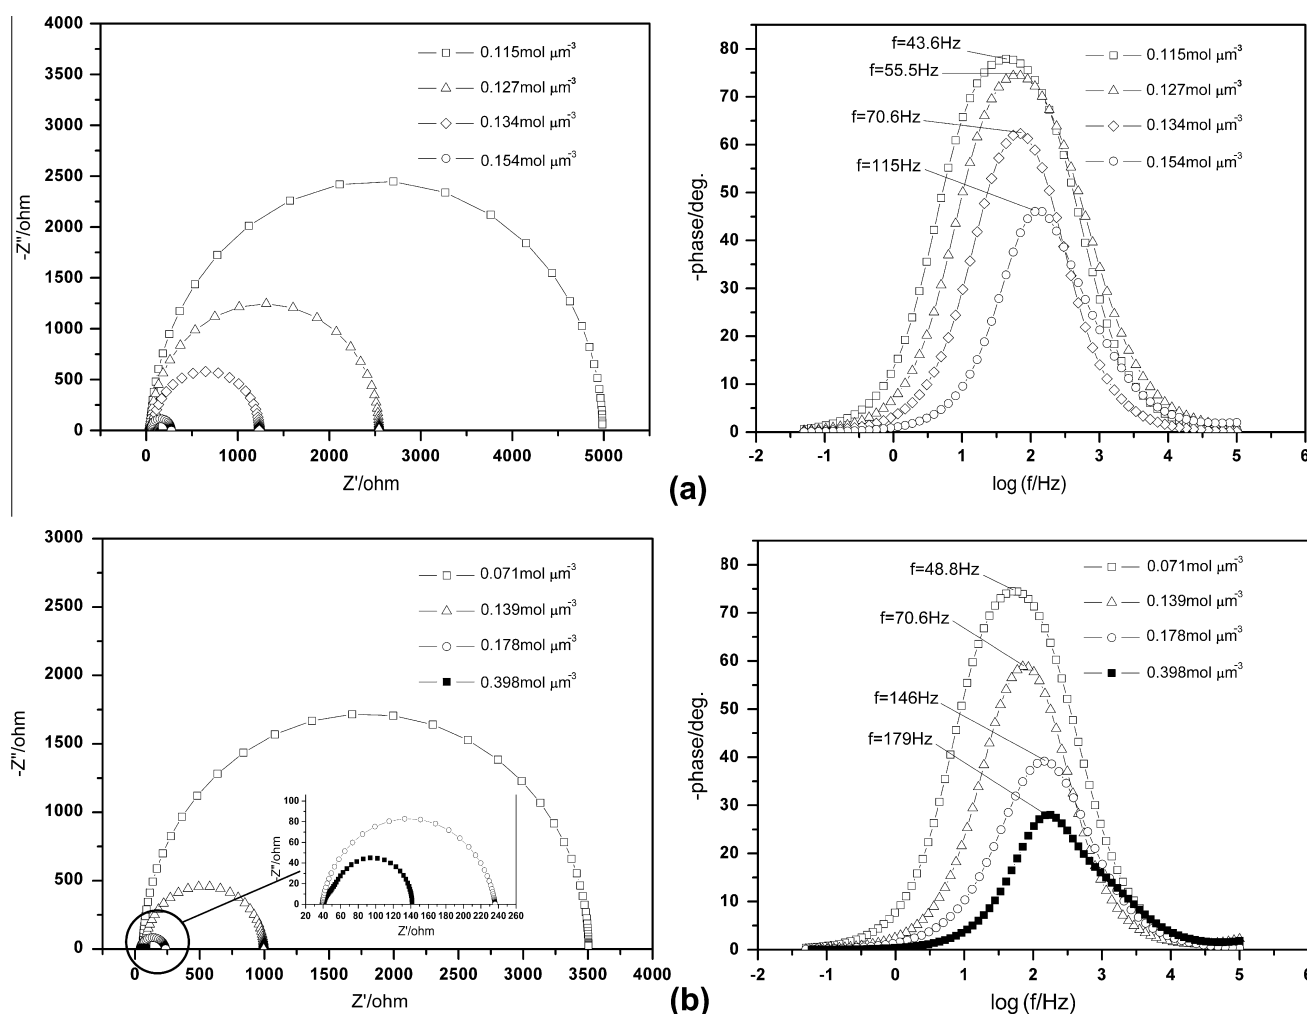 4000
3500
3000
2500
2000
1500
1000
500
0
-Z"/ohm
0.115mol μm⁻³
0.127mol μm⁻³
0.134mol μm⁻³
0.154mol μm⁻³
0 1000 2000 3000 4000 5000
Z'/ohm
80
70
60
50
40
30
20
10
0
-phase/deg.
f=43.6Hz
f=55.5Hz
f=70.6Hz
f=115Hz
0.115mol μm⁻³
0.127mol μm⁻³
0.134mol μm⁻³
0.154mol μm⁻³
-2 -1 0 1 2 3 4 5 6
log (f/Hz)
(a)
3000
2500
2000
1500
1000
500
0
-Z"/ohm
0.071mol μm⁻³
0.139mol μm⁻³
0.178mol μm⁻³
0.398mol μm⁻³
100
80
60
40
20
0
-Z"/ohm
20 40 60 80 100 120 140 160 180 200 220 240 260
Z'/ohm
0 500 1000 1500 2000 2500 3000 3500 4000
Z'/ohm
80
70
60
50
40
30
20
10
0
-phase/deg.
f=48.8Hz
f=70.6Hz
f=146Hz
f=179Hz
0.071mol μm⁻³
0.139mol μm⁻³
0.178mol μm⁻³
0.398mol μm⁻³
-2 -1 0 1 2 3 4 5 6
log (f/Hz)
(b)